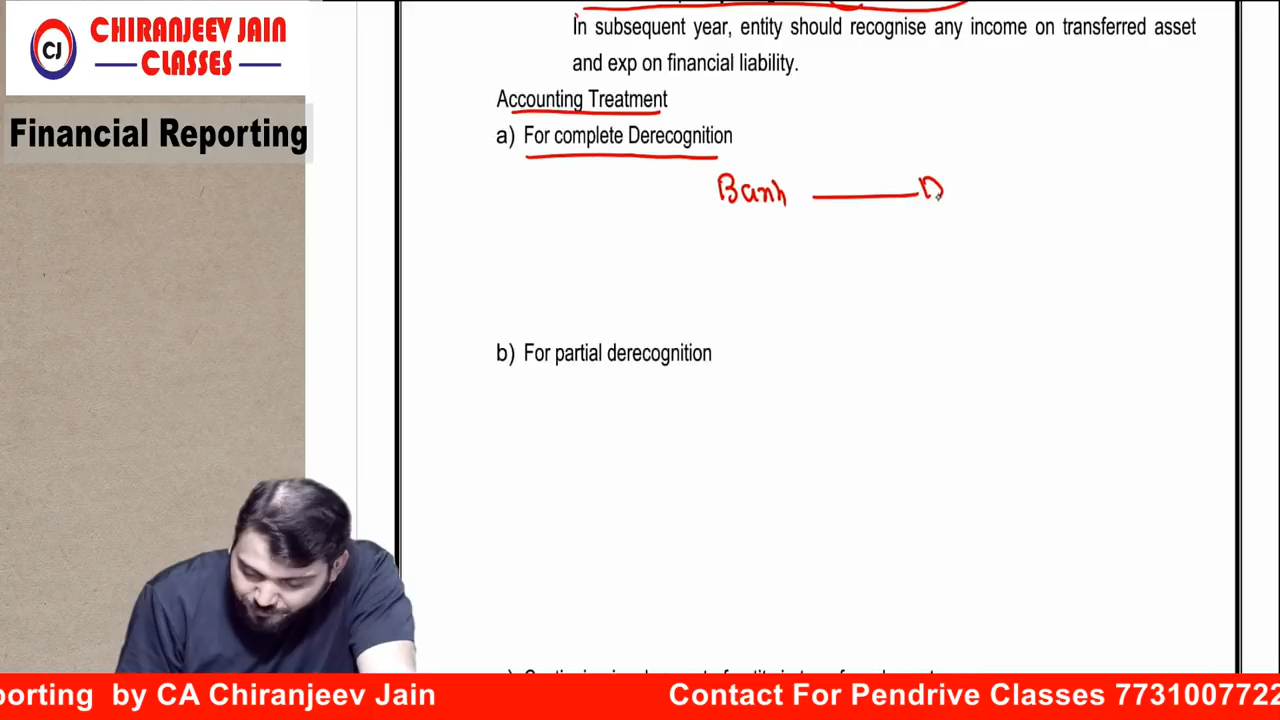 CHIRANJEEV JAIN
CLASSES
CJ
Financial Reporting
In subsequent year, entity should recognise any income on transferred asset
and exp on financial liability.
Accounting Treatment
a) For complete Derecognition
Bank D
b) For partial derecognition
porting by CA Chiranjeev Jain Contact For Pendrive Classes 7731007722